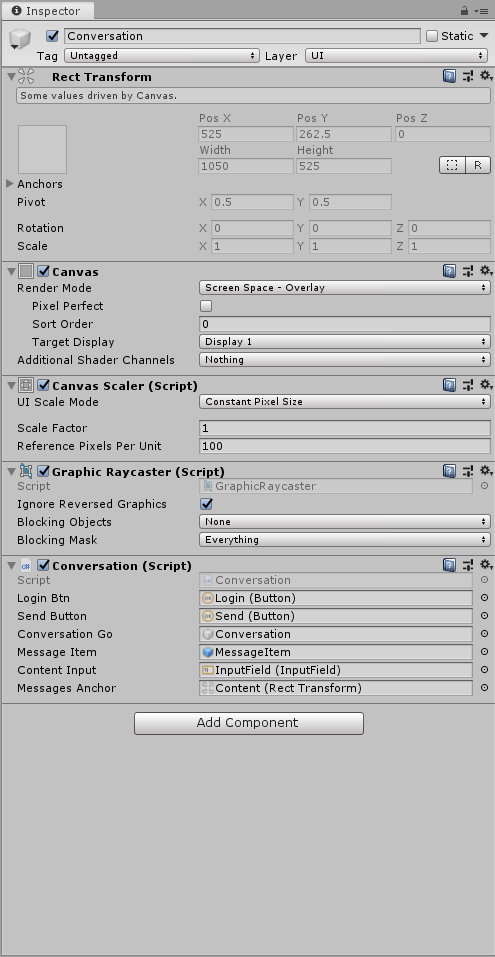 Inspector
Conversation
Static
Tag Untagged Layer UI
Rect Transform
Some values driven by Canvas.
Pos X Pos Y Pos Z
525 262.5 0
Width Height
1050 525
R
Anchors
Pivot X 0.5 Y 0.5
Rotation X 0 Y 0 Z 0
Scale X 1 Y 1 Z 1
Canvas
Render Mode Screen Space - Overlay
Pixel Perfect
Sort Order 0
Target Display Display 1
Additional Shader Channels Nothing
Canvas Scaler (Script)
UI Scale Mode Constant Pixel Size
Scale Factor 1
Reference Pixels Per Unit 100
Graphic Raycaster (Script)
Script GraphicRaycaster
Ignore Reversed Graphics
Blocking Objects None
Blocking Mask Everything
Conversation (Script)
Script Conversation
Login Btn Login (Button)
Send Button Send (Button)
Conversation Go Conversation
Message Item MessageItem
Content Input InputField (InputField)
Messages Anchor Content (Rect Transform)
Add Component